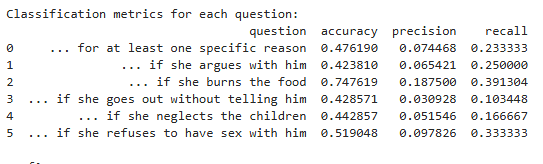 Classification metrics for each question:
question accuracy precision recall
0 ... for at least one specific reason 0.476190 0.074468 0.233333
1 ... if she argues with him 0.423810 0.065421 0.250000
2 ... if she burns the food 0.747619 0.187500 0.391304
3 ... if she goes out without telling him 0.428571 0.030928 0.103448
4 ... if she neglects the children 0.442857 0.051546 0.166667
5 ... if she refuses to have sex with him 0.519048 0.097826 0.333333